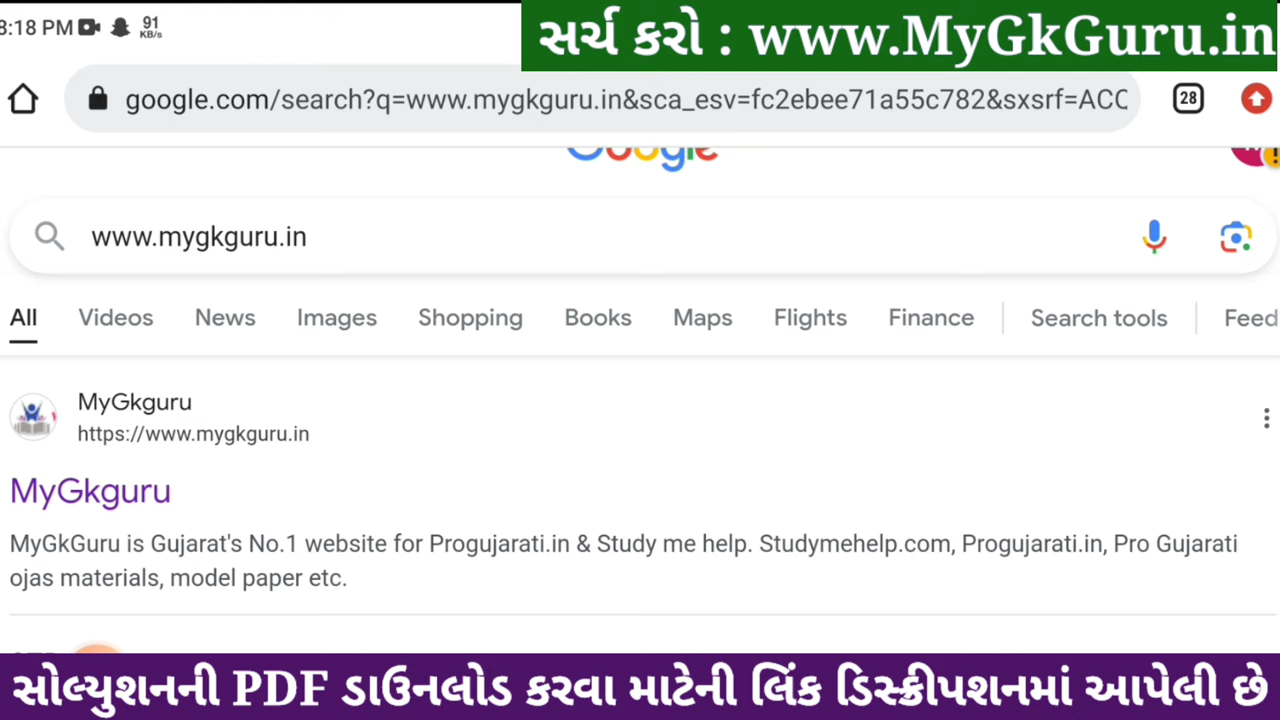 8:18 PM 91 KB/s
સર્ચ કરો : www.MyGkGuru.in
google.com/search?q=www.mygkguru.in&sca_esv=fc2ebee71a55c782&sxsrf=ACC
28
Google
www.mygkguru.in
All Videos News Images Shopping Books Maps Flights Finance Search tools Feed
MyGkguru
https://www.mygkguru.in
MyGkguru
MyGkGuru is Gujarat's No.1 website for Progujarati.in & Study me help. Studymehelp.com, Progujarati.in, Pro Gujarati
ojas materials, model paper etc.
સોલ્યુશનની PDF ડાઉનલોડ કરવા માટેની લિંક ડિસ્ક્રીપશનમાં આપેલી છે